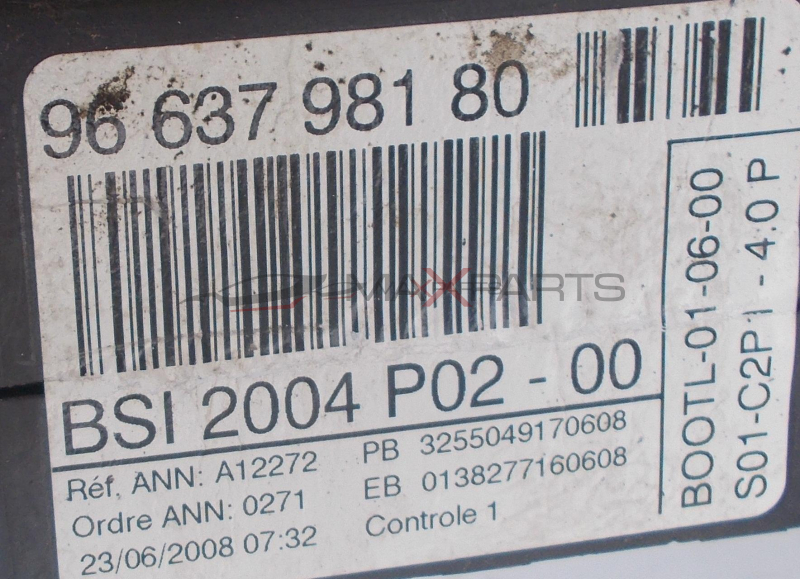 96 637 981 80
MAXPARTS
BSI 2004 P02 - 00
Réf. ANN: A12272
Ordre ANN: 0271
23/06/2008 07:32
PB 3255049170608
EB 0138277160608
Controle 1
BOOTL-01-06-00
S01-C2P1 - 4.0 P